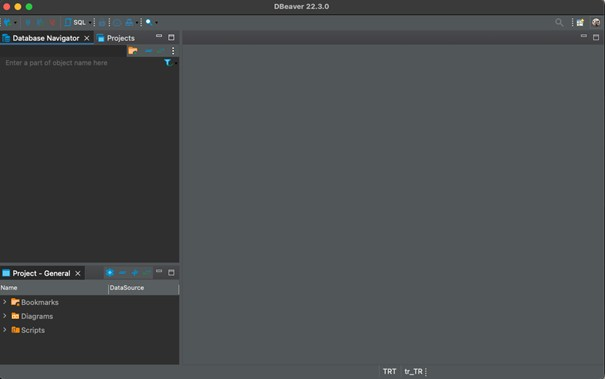 DBeaver 22.3.0
SQL
Database Navigator
Projects
Enter a part of object name here
Project - General
Name
DataSource
Bookmarks
Diagrams
Scripts
TRT
tr_TR